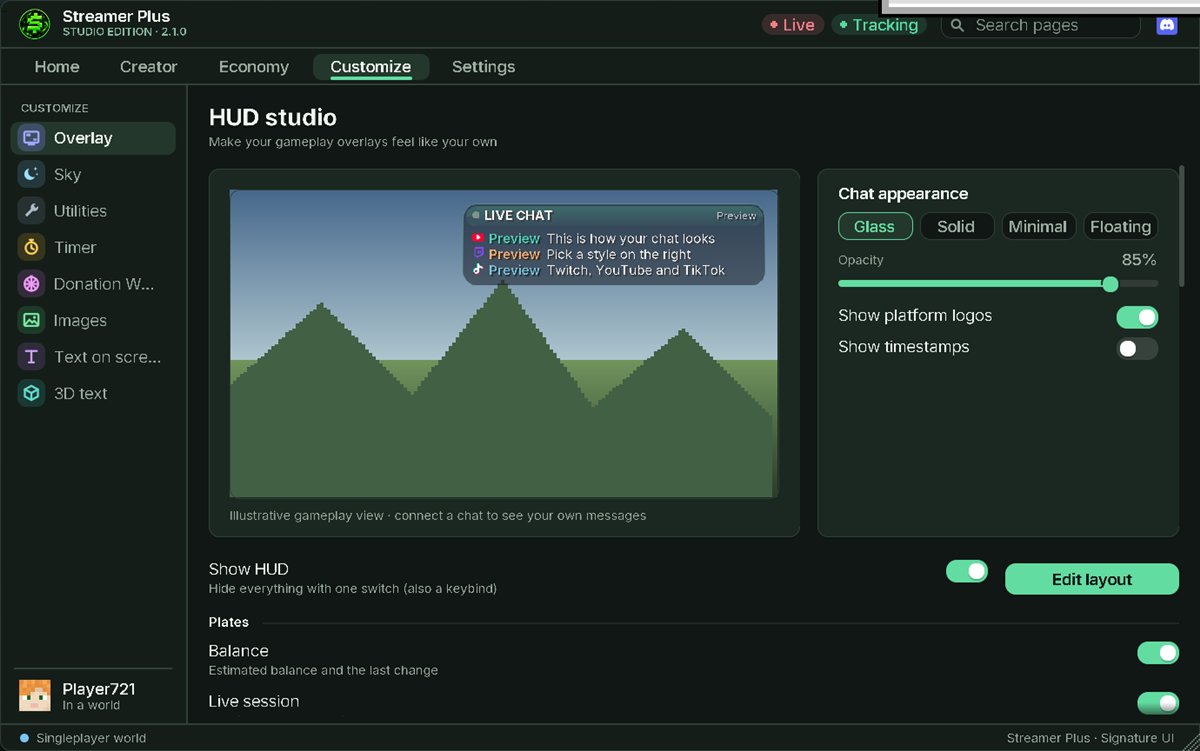 Streamer Plus
STUDIO EDITION · 2.1.0
Live
Tracking
Search pages
Home
Creator
Economy
Customize
Settings
CUSTOMIZE
Overlay
Sky
Utilities
Timer
Donation W...
Images
Text on scre...
3D text
HUD studio
Make your gameplay overlays feel like your own
LIVE CHAT
Preview
Preview This is how your chat looks
Preview Pick a style on the right
Preview Twitch, YouTube and TikTok
Illustrative gameplay view · connect a chat to see your own messages
Chat appearance
Glass
Solid
Minimal
Floating
Opacity
85%
Show platform logos
Show timestamps
Show HUD
Hide everything with one switch (also a keybind)
Edit layout
Plates
Balance
Estimated balance and the last change
Live session
Player721
In a world
Singleplayer world
Streamer Plus · Signature UI